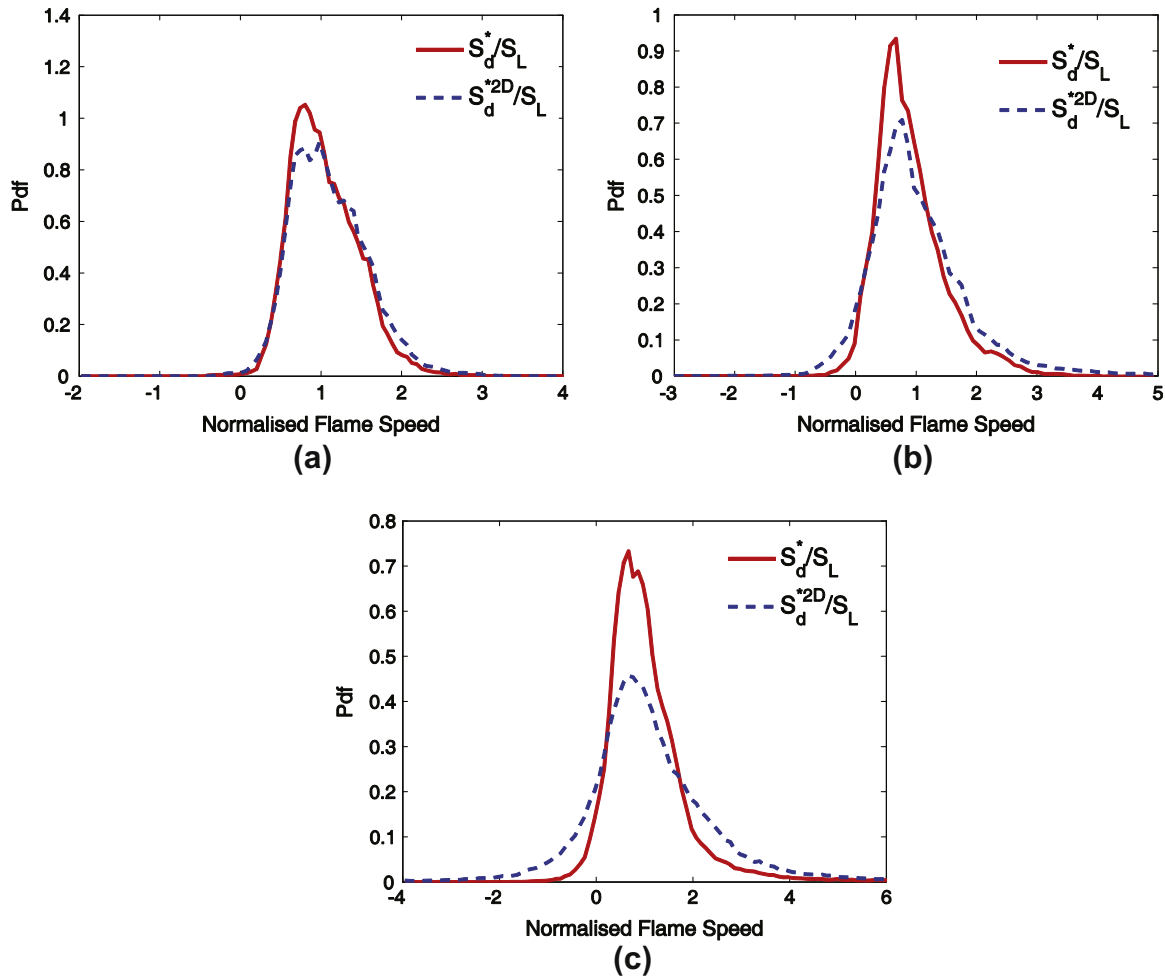 1.4
1.2
1
0.8
0.6
0.4
0.2
0
-2 -1 0 1 2 3 4
Pdf
Normalised Flame Speed
S*d/SL
S*2Dd/SL
(a)
1
0.9
0.8
0.7
0.6
0.5
0.4
0.3
0.2
0.1
0
-3 -2 -1 0 1 2 3 4 5
Pdf
Normalised Flame Speed
S*d/SL
S*2Dd/SL
(b)
0.8
0.7
0.6
0.5
0.4
0.3
0.2
0.1
0
-4 -2 0 2 4 6
Pdf
Normalised Flame Speed
S*d/SL
S*2Dd/SL
(c)